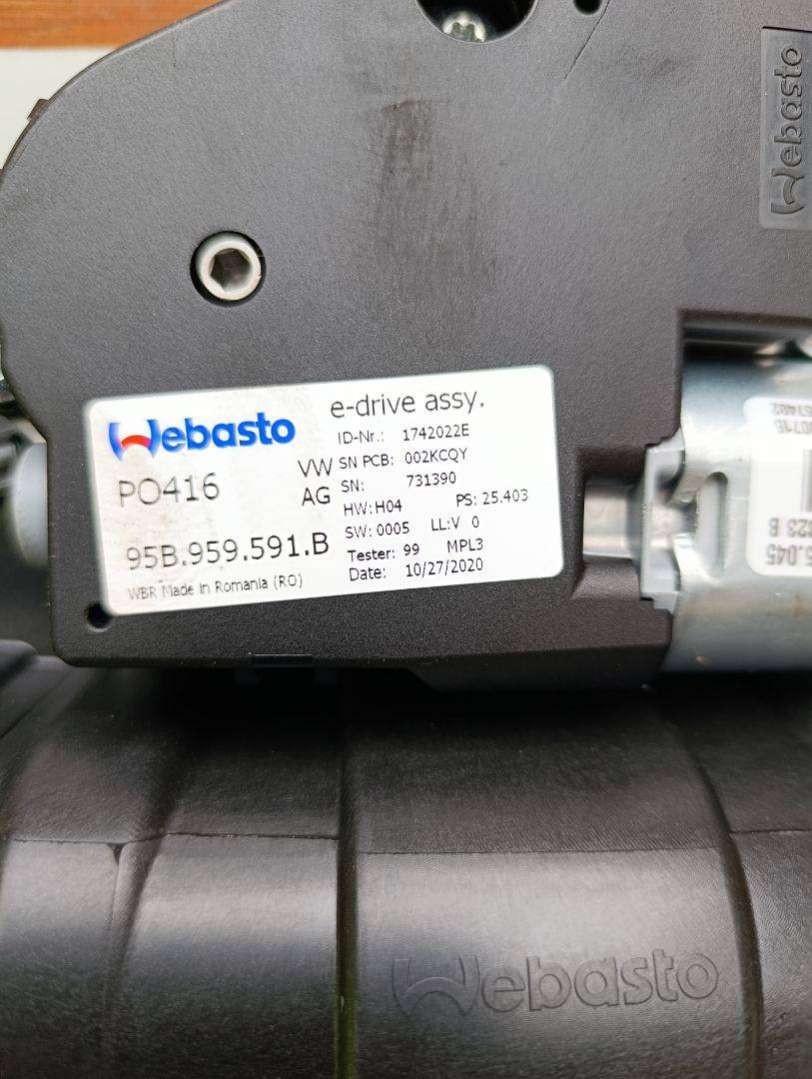 Webasto
Webasto
e-drive assy.
PO416
VW
AG
ID-Nr.: 1742022E
SN PCB: 002KCQY
SN: 731390
HW: H04 PS: 25.403
SW: 0005 LL:V 0
Tester: 99 MPL3
Date: 10/27/2020
95B.959.591.B
WBR Made in Romania (RO)
Webasto